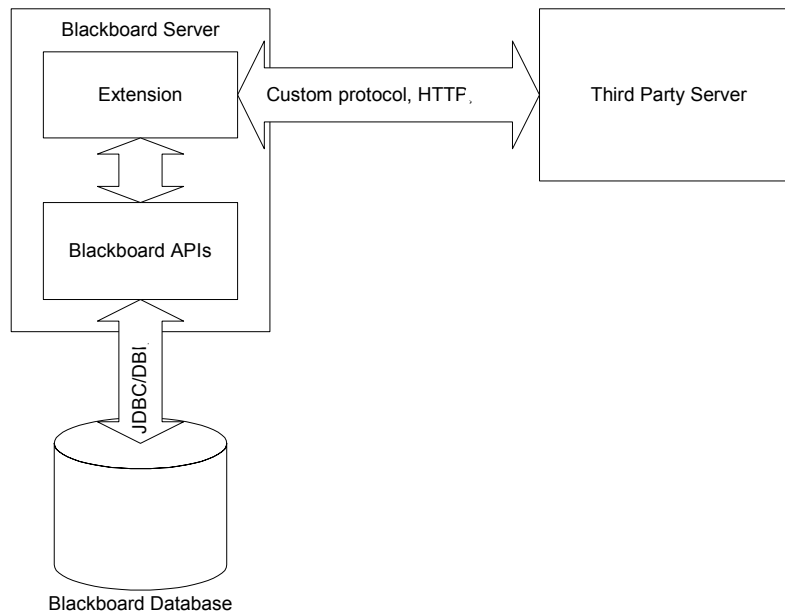 Blackboard Server
Extension
Custom protocol, HTTP,
Third Party Server
Blackboard APIs
JDBC/DBI,
Blackboard Database